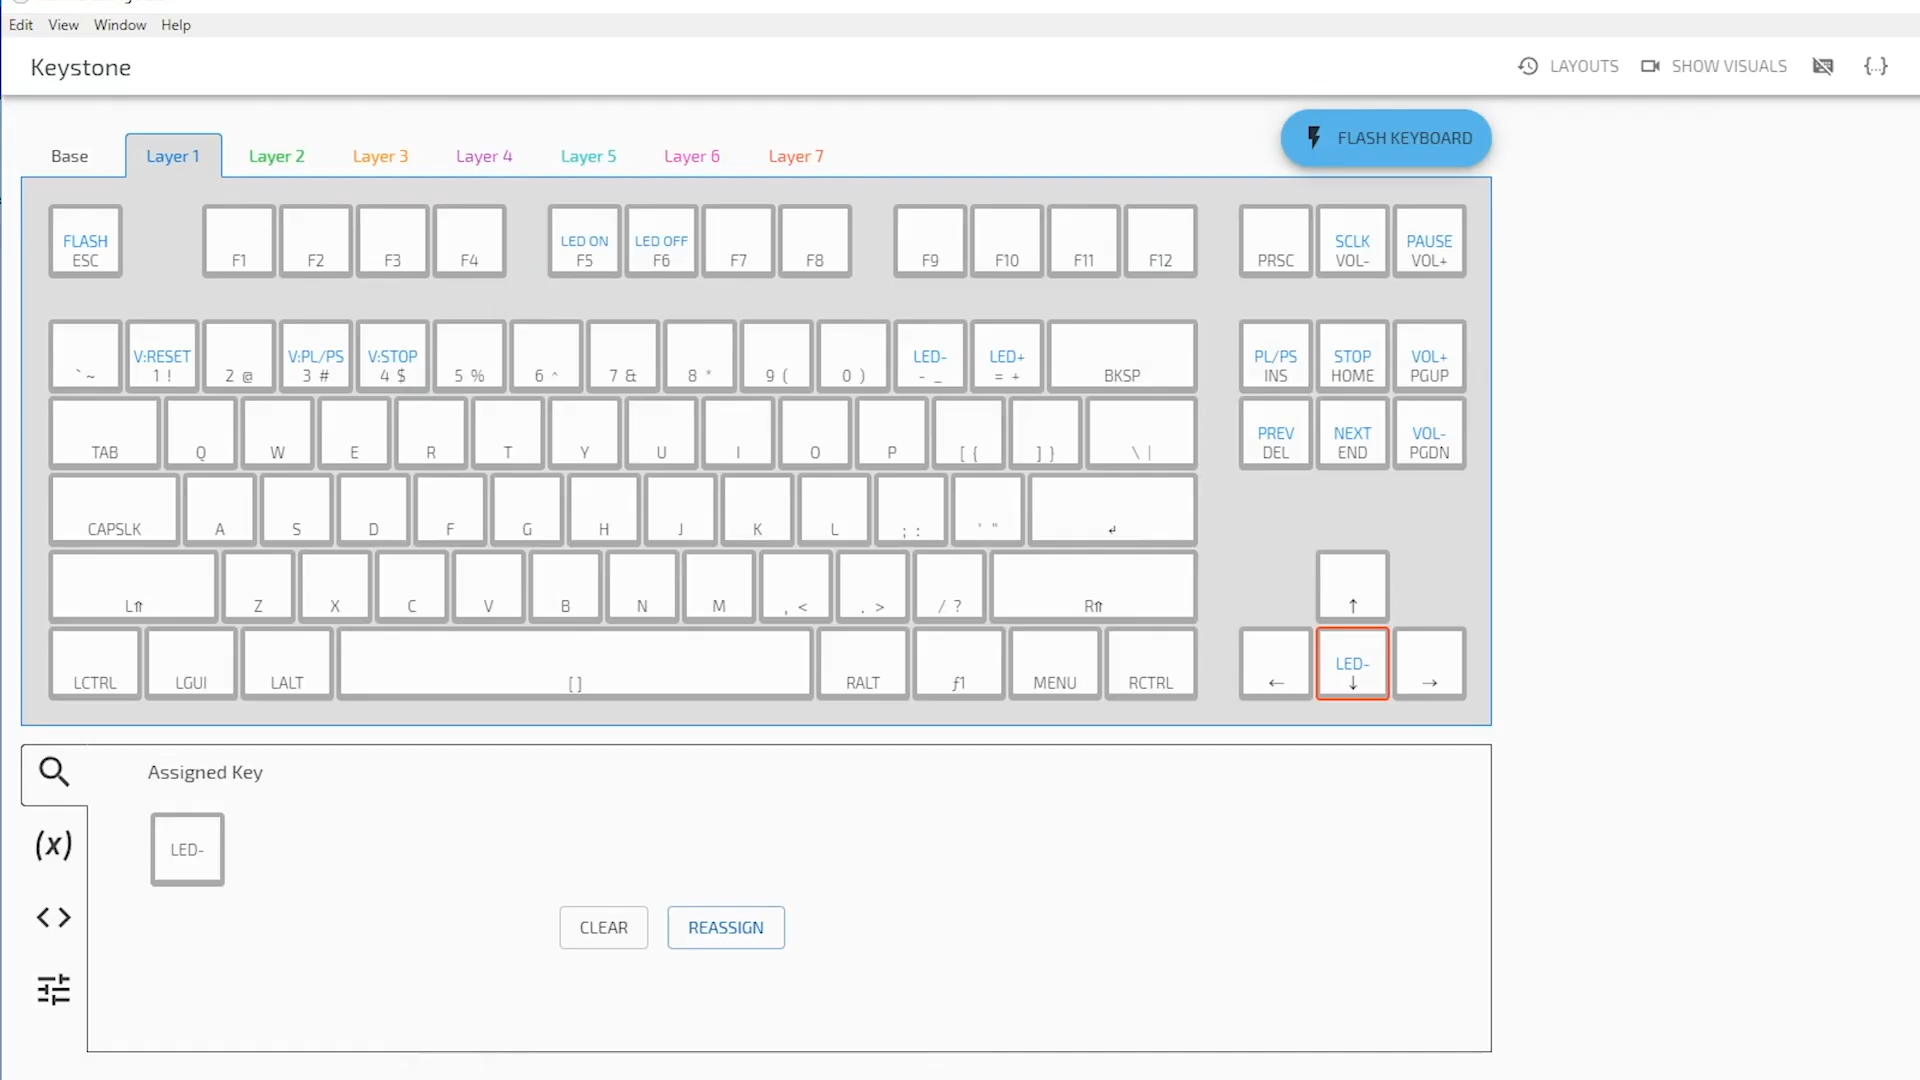 Edit View Window Help
Keystone LAYOUTS SHOW VISUALS {...}
FLASH KEYBOARD
Base Layer 1 Layer 2 Layer 3 Layer 4 Layer 5 Layer 6 Layer 7
FLASH LED ON LED OFF SCLK PAUSE
ESC F1 F2 F3 F4 F5 F6 F7 F8 F9 F10 F11 F12 PRSC VOL- VOL+
V:RESET V:PL/PS V:STOP LED- LED+ PL/PS STOP VOL+
` ~ 1 ! 2 @ 3 # 4 $ 5 % 6 ^ 7 & 8 * 9 ( 0 ) - _ = + BKSP INS HOME PGUP
PREV NEXT VOL-
TAB Q W E R T Y U I O P [ { ] } \ | DEL END PGDN
CAPSLK A S D F G H J K L ; : ' " ↲
L⇑ Z X C V B N M , < . > / ? R⇑ ↑
LED-
LCTRL LGUI LALT [ ] RALT ƒ1 MENU RCTRL ← ↓ →
Assigned Key
(x) LED-
< >
CLEAR REASSIGN